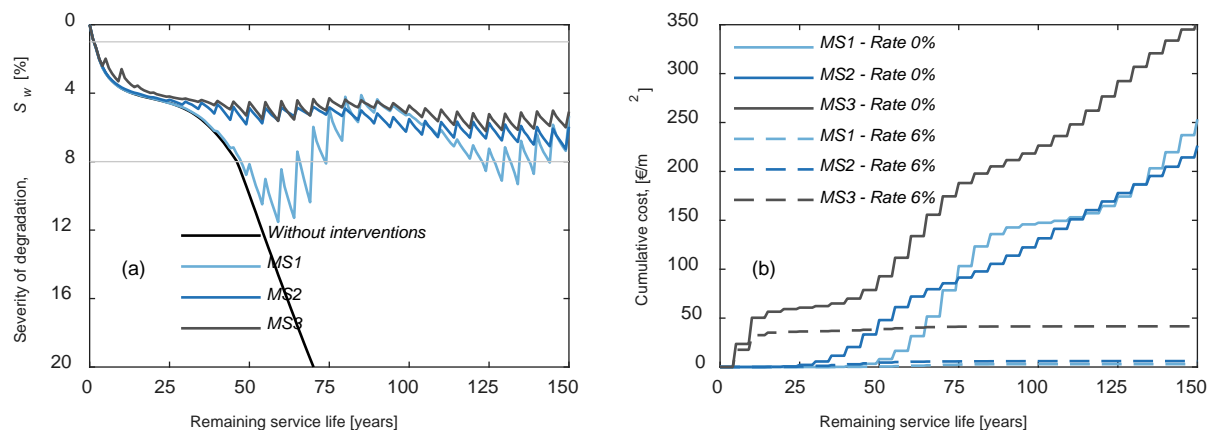 0
4
8
12
16
20
S w [%]
Severity of degradation,
(a)
Without interventions
MS1
MS2
MS3
0 25 50 75 100 125 150
Remaining service life [years]
350
300
250
200
150
100
50
0
2
Cumulative cost, [€/m
]
MS1 - Rate 0%
MS2 - Rate 0%
MS3 - Rate 0%
MS1 - Rate 6%
MS2 - Rate 6%
MS3 - Rate 6%
(b)
0 25 50 75 100 125 150
Remaining service life [years]